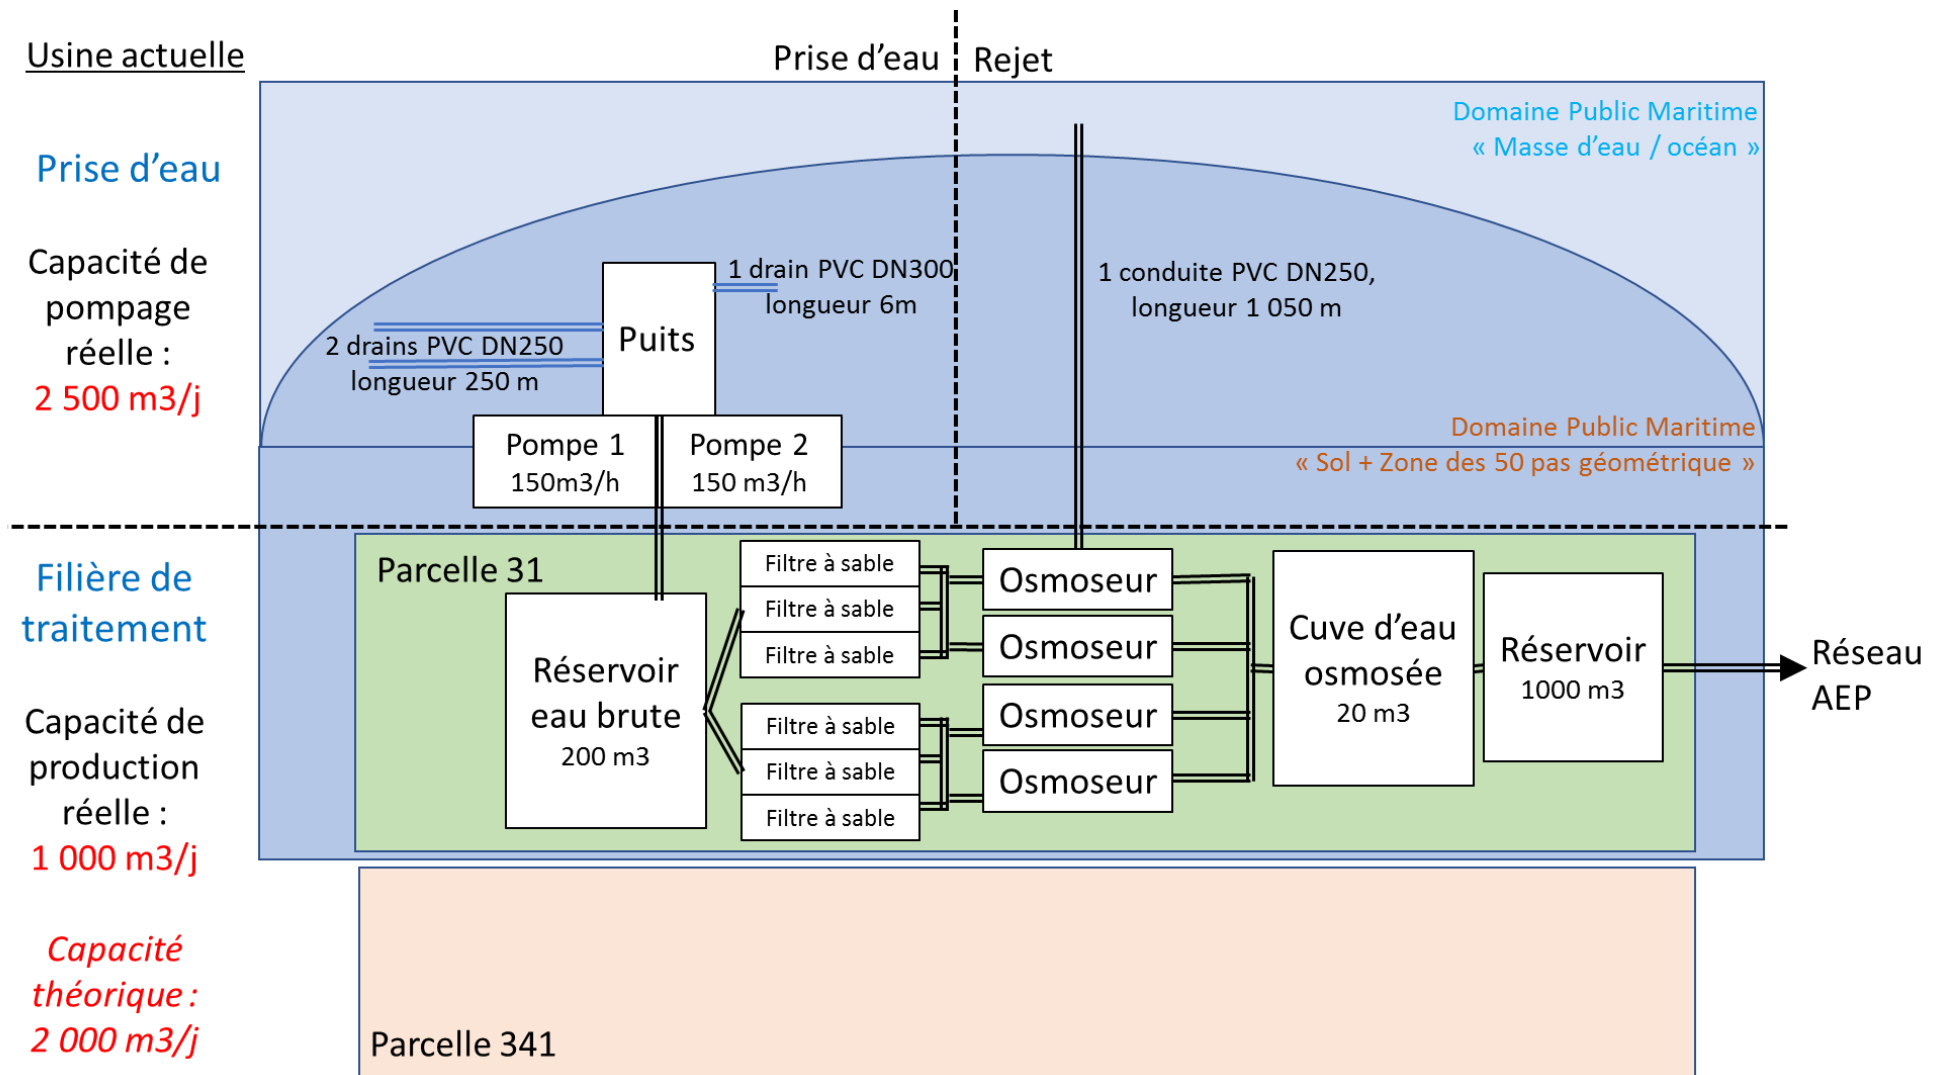 Usine actuelle
Prise d'eau
Rejet
Domaine Public Maritime
« Masse d'eau / océan »
Prise d'eau
Capacité de
pompage
réelle :
2 500 m3/j
1 drain PVC DN300
longueur 6m
Puits
2 drains PVC DN250
longueur 250 m
1 conduite PVC DN250,
longueur 1 050 m
Pompe 1
150m3/h
Pompe 2
150 m3/h
Domaine Public Maritime
« Sol + Zone des 50 pas géométrique »
Filière de
traitement
Capacité de
production
réelle :
1 000 m3/j
Capacité
théorique :
2 000 m3/j
Parcelle 31
Réservoir
eau brute
200 m3
Filtre à sable
Filtre à sable
Filtre à sable
Filtre à sable
Filtre à sable
Filtre à sable
Osmoseur
Osmoseur
Osmoseur
Osmoseur
Cuve d'eau
osmosée
20 m3
Réservoir
1000 m3
Réseau
AEP
Parcelle 341